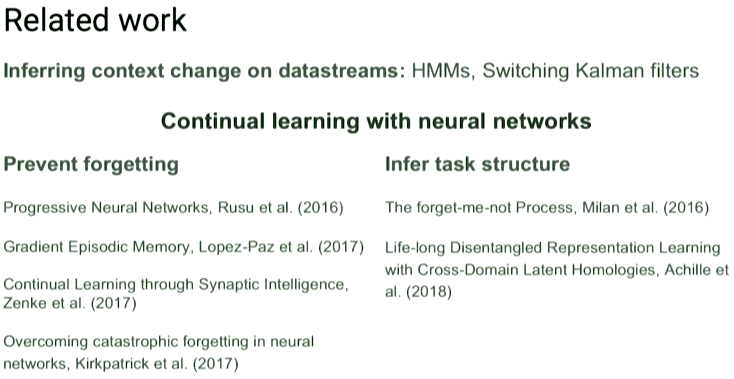 Related work
Inferring context change on datastreams: HMMs, Switching Kalman filters
Continual learning with neural networks
Prevent forgetting
Progressive Neural Networks, Rusu et al. (2016)
Gradient Episodic Memory, Lopez-Paz et al. (2017)
Continual Learning through Synaptic Intelligence,
Zenke et al. (2017)
Overcoming catastrophic forgetting in neural
networks, Kirkpatrick et al. (2017)
Infer task structure
The forget-me-not Process, Milan et al. (2016)
Life-long Disentangled Representation Learning
with Cross-Domain Latent Homologies, Achille et
al. (2018)